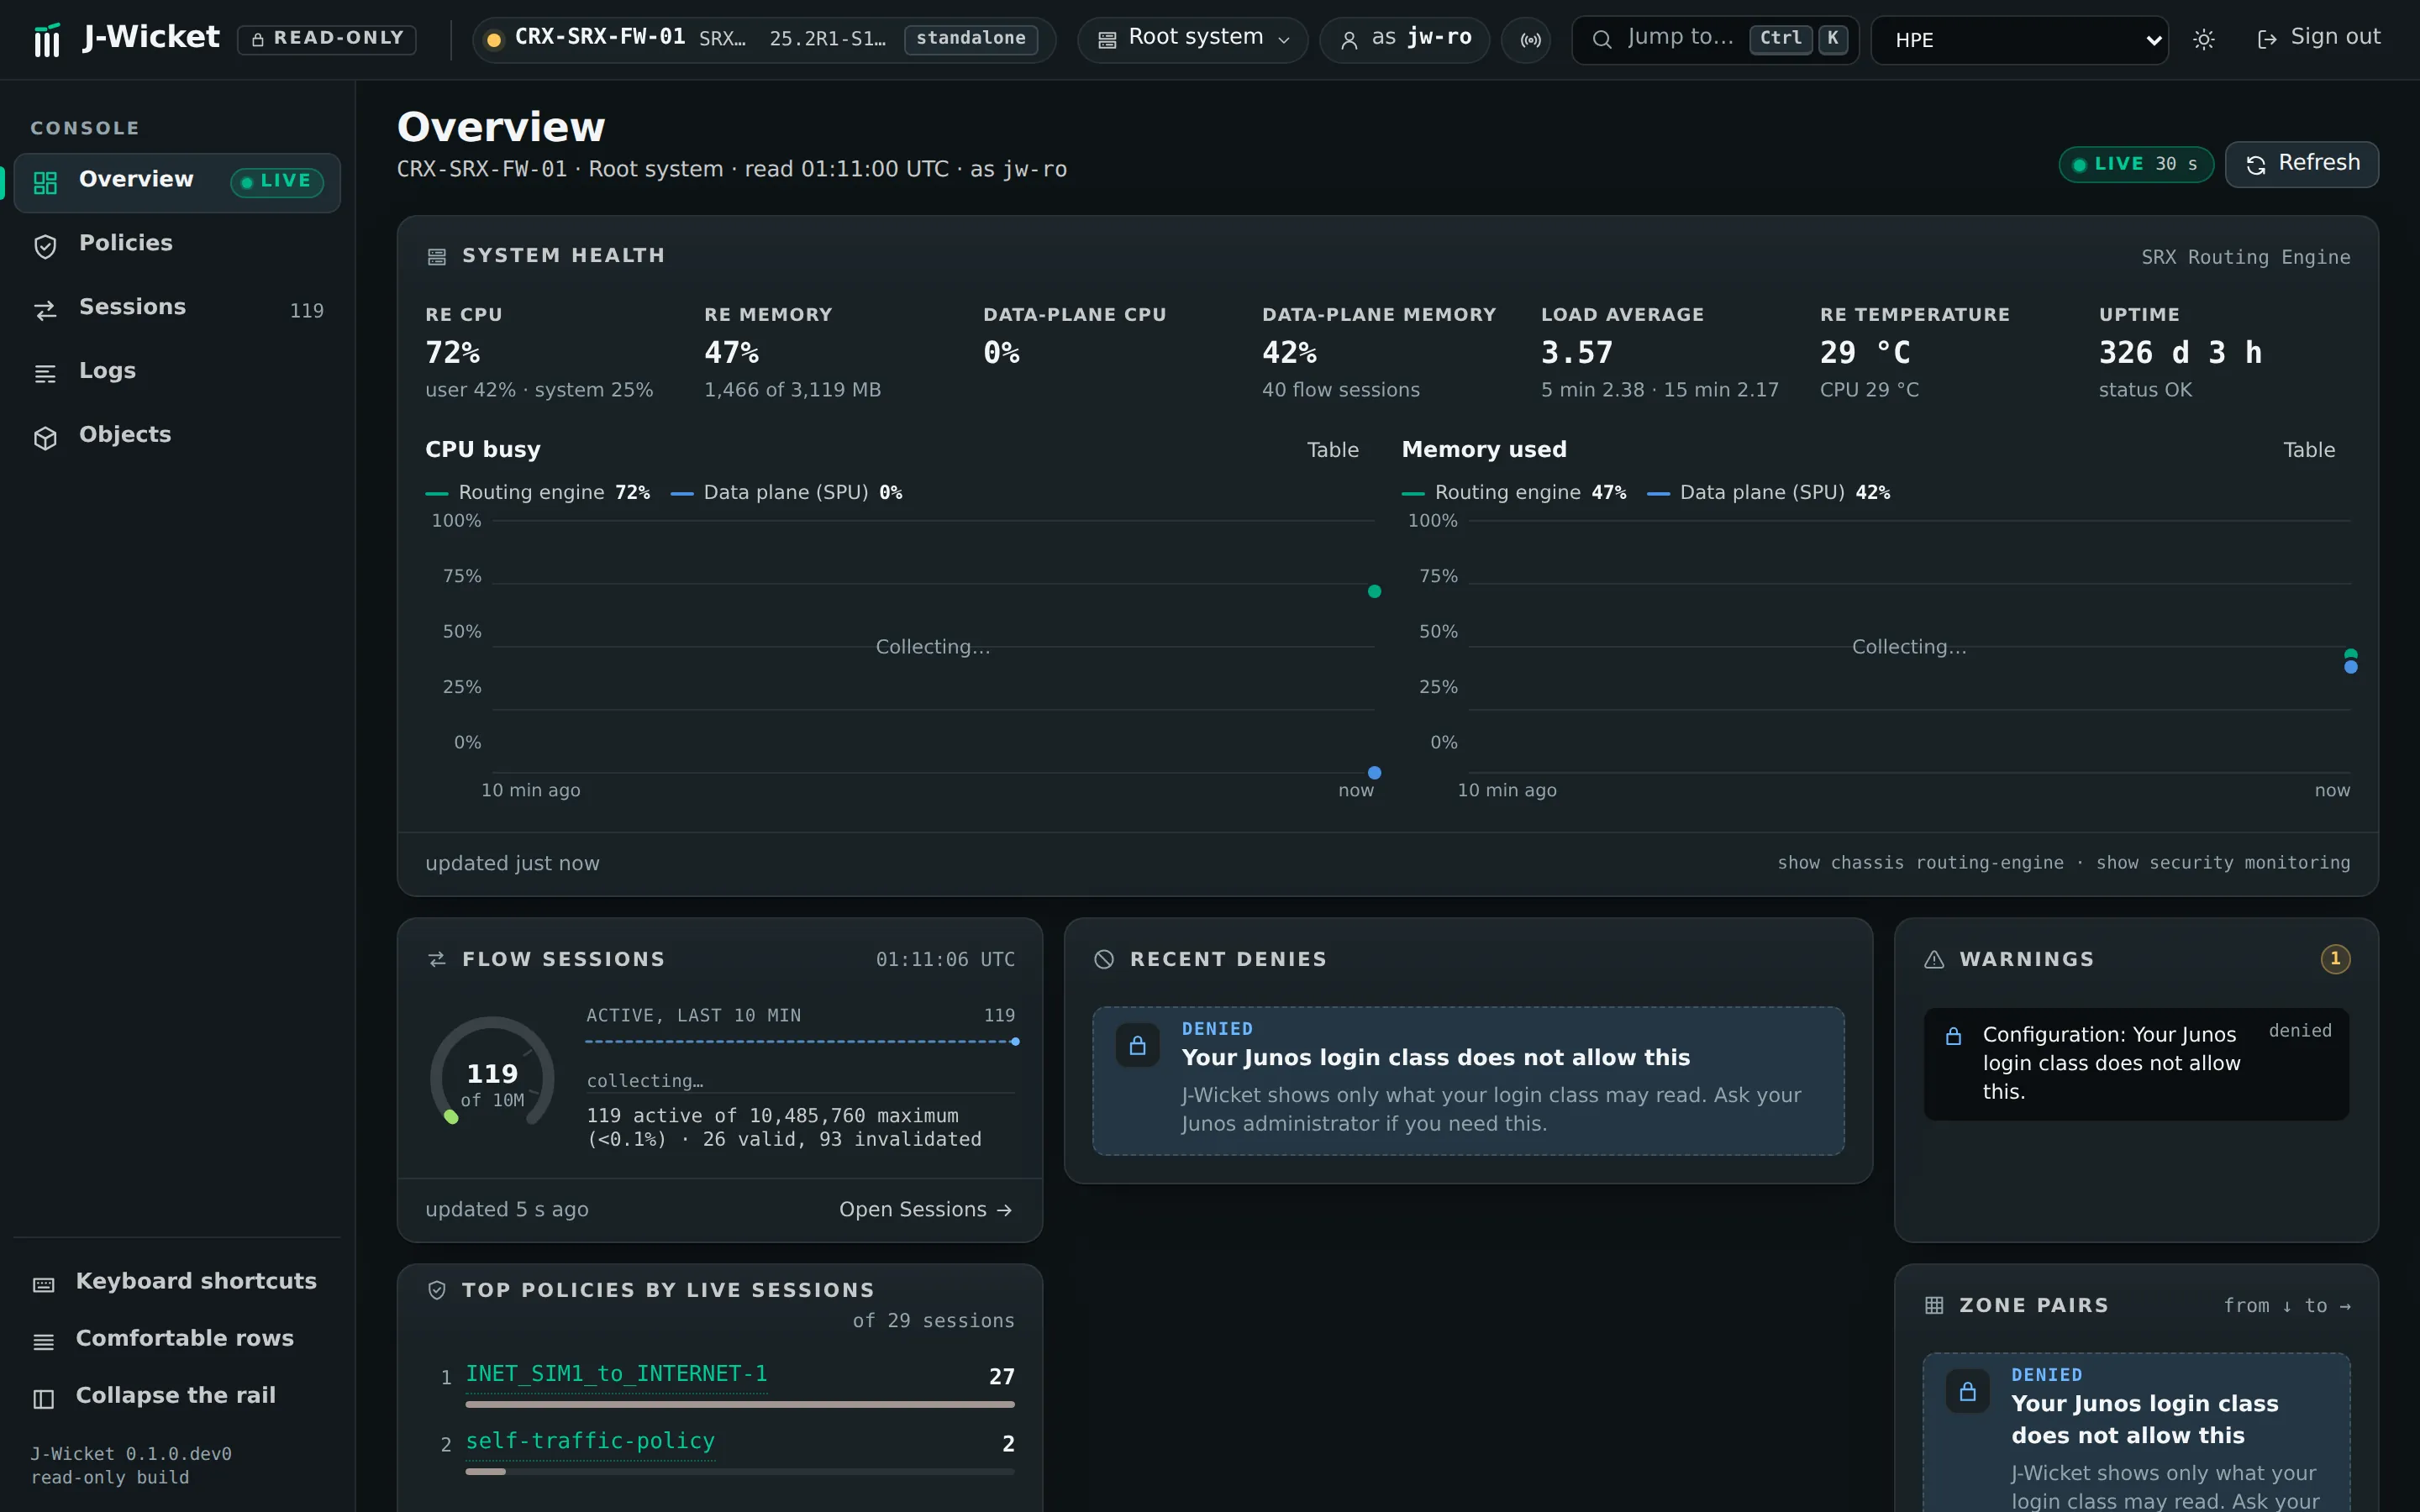 J-Wicket READ-ONLY CRX-SRX-FW-01 SRX… 25.2R1-S1… standalone Root system as jw-ro Jump to… Ctrl K HPE Sign out
CONSOLE
Overview LIVE
Policies
Sessions 119
Logs
Objects
Keyboard shortcuts
Comfortable rows
Collapse the rail
J-Wicket 0.1.0.dev0
read-only build
Overview
CRX-SRX-FW-01 · Root system · read 01:11:00 UTC · as jw-ro
LIVE 30 s Refresh
SYSTEM HEALTH SRX Routing Engine
RE CPU RE MEMORY DATA-PLANE CPU DATA-PLANE MEMORY LOAD AVERAGE RE TEMPERATURE UPTIME
72% 47% 0% 42% 3.57 29 °C 326 d 3 h
user 42% · system 25% 1,466 of 3,119 MB 40 flow sessions 5 min 2.38 · 15 min 2.17 CPU 29 °C status OK
CPU busy Table
Routing engine 72% Data plane (SPU) 0%
100%
75%
50%
Collecting…
25%
0%
10 min ago now
Memory used Table
Routing engine 47% Data plane (SPU) 42%
100%
75%
50%
Collecting…
25%
0%
10 min ago now
updated just now show chassis routing-engine · show security monitoring
FLOW SESSIONS 01:11:06 UTC
119
of 10M
ACTIVE, LAST 10 MIN 119
collecting…
119 active of 10,485,760 maximum
(<0.1%) · 26 valid, 93 invalidated
updated 5 s ago Open Sessions →
RECENT DENIES
DENIED
Your Junos login class does not allow this
J-Wicket shows only what your login class may read. Ask your
Junos administrator if you need this.
WARNINGS 1
Configuration: Your Junos denied
login class does not allow
this.
TOP POLICIES BY LIVE SESSIONS
of 29 sessions
1 INET_SIM1_to_INTERNET-1 27
2 self-traffic-policy 2
ZONE PAIRS from ↓ to →
DENIED
Your Junos login class
does not allow this
J-Wicket shows only what your
login class may read. Ask your